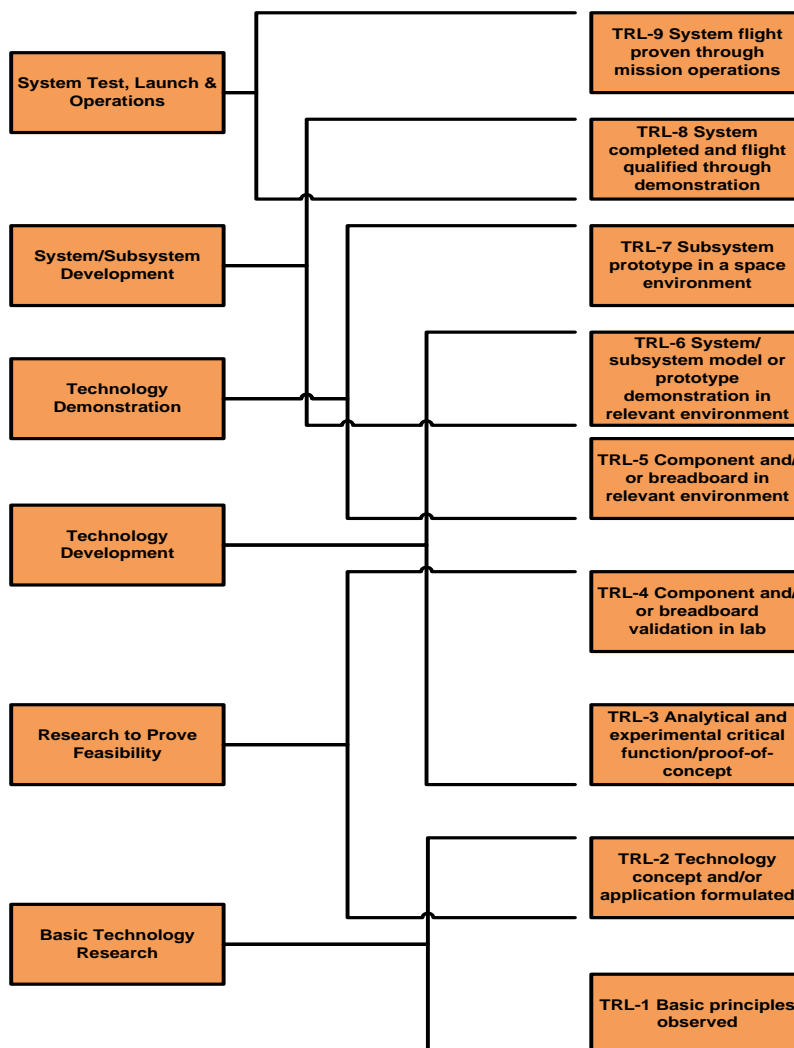 System Test, Launch &
Operations
System/Subsystem
Development
Technology
Demonstration
Technology
Development
Research to Prove
Feasibility
Basic Technology
Research
TRL-9 System flight
proven through
mission operations
TRL-8 System
completed and flight
qualified through
demonstration
TRL-7 Subsystem
prototype in a space
environment
TRL-6 System/
subsystem model or
prototype
demonstration in
relevant environment
TRL-5 Component and/
or breadboard in
relevant environment
TRL-4 Component and/
or breadboard
validation in lab
TRL-3 Analytical and
experimental critical
function/proof-of-
concept
TRL-2 Technology
concept and/or
application formulated
TRL-1 Basic principles
observed